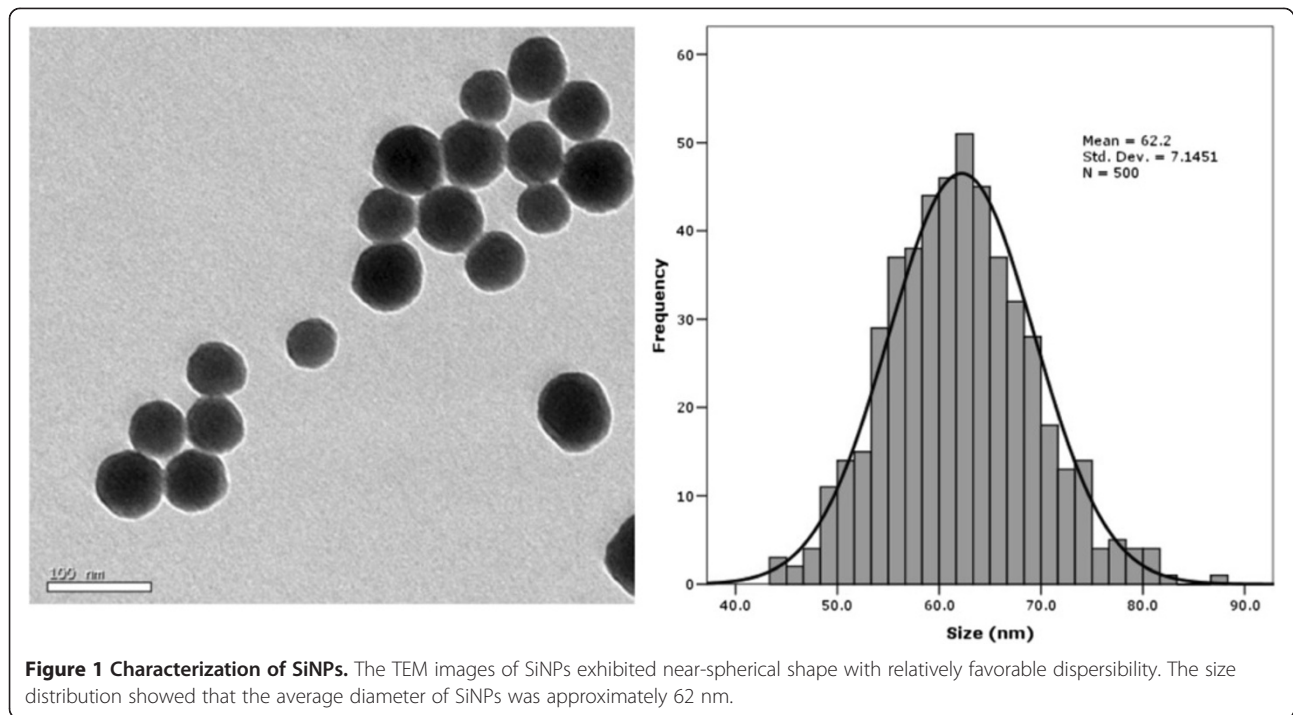 100 nm
60
50
40
30
20
10
0
Frequency
Mean = 62.2
Std. Dev. = 7.1451
N = 500
40.0 50.0 60.0 70.0 80.0 90.0
Size (nm)
Figure 1 Characterization of SiNPs. The TEM images of SiNPs exhibited near-spherical shape with relatively favorable dispersibility. The size
distribution showed that the average diameter of SiNPs was approximately 62 nm.